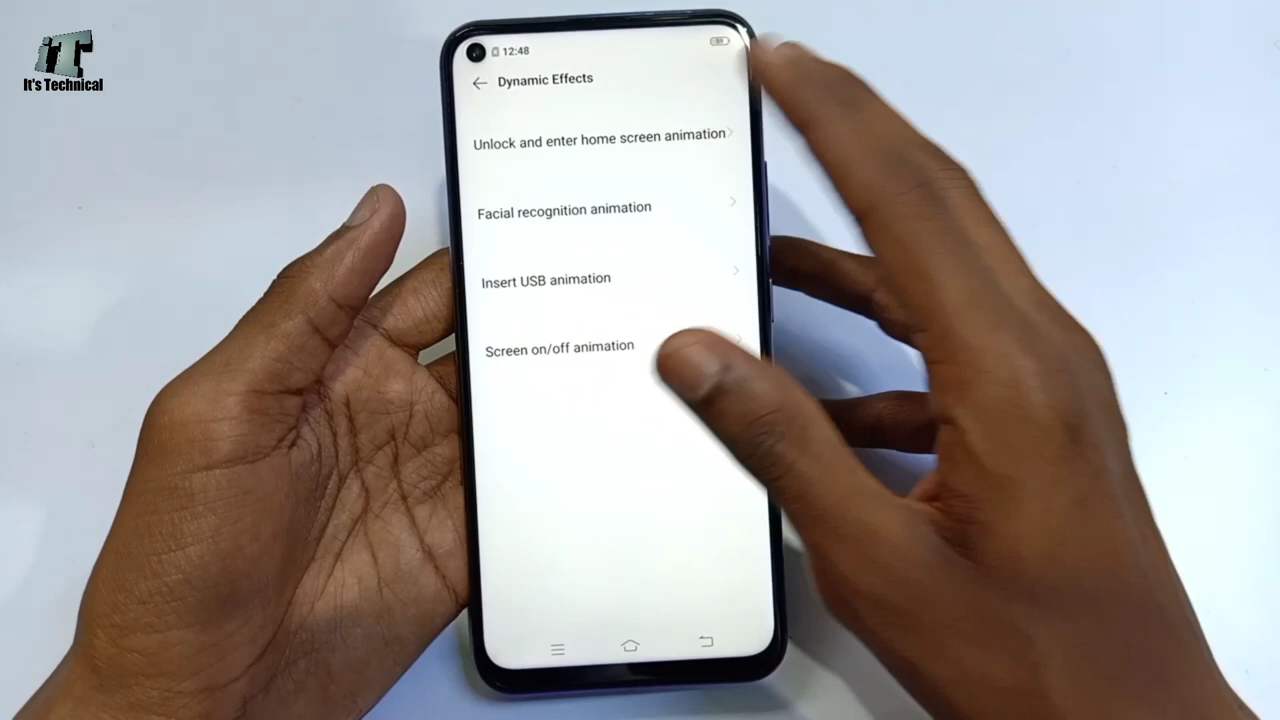 iT
It's Technical
12:48
Dynamic Effects
Unlock and enter home screen animation
Facial recognition animation
Insert USB animation
Screen on/off animation